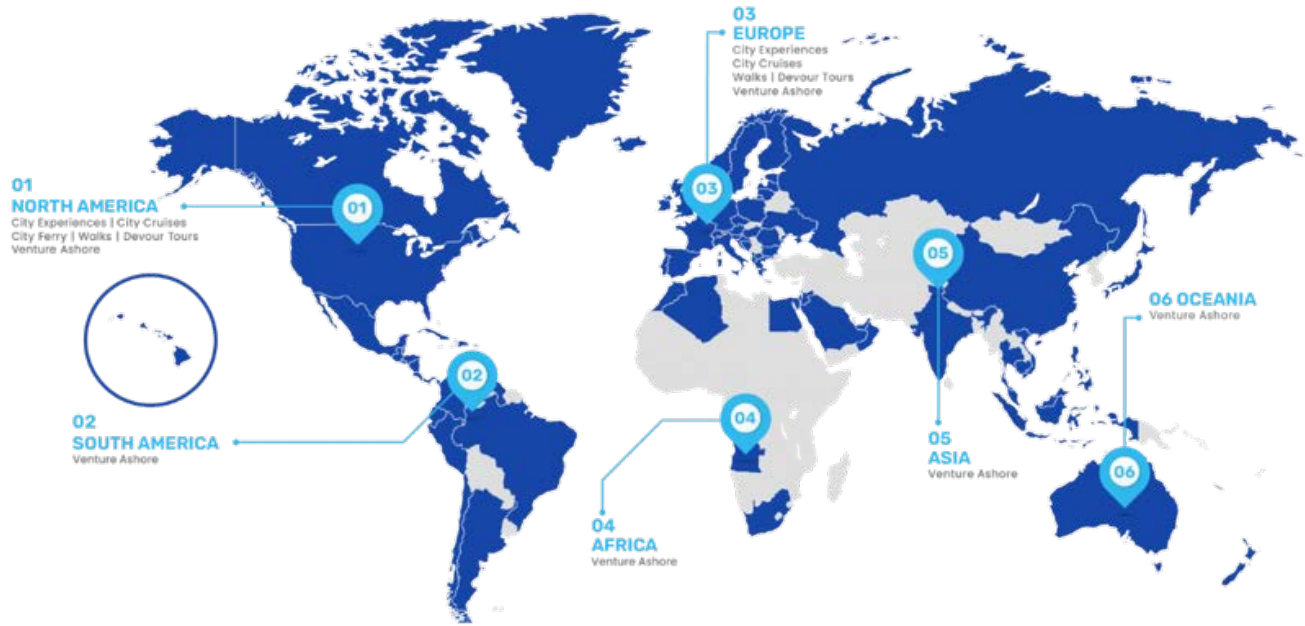 03
EUROPE
City Experiences
City Cruises
Walks | Devour Tours
Venture Ashore
01
NORTH AMERICA
City Experiences | City Cruises
City Ferry | Walks | Devour Tours
Venture Ashore
01
03
05
06 OCEANIA
Venture Ashore
02
02
SOUTH AMERICA
Venture Ashore
04
05
ASIA
Venture Ashore
06
04
AFRICA
Venture Ashore